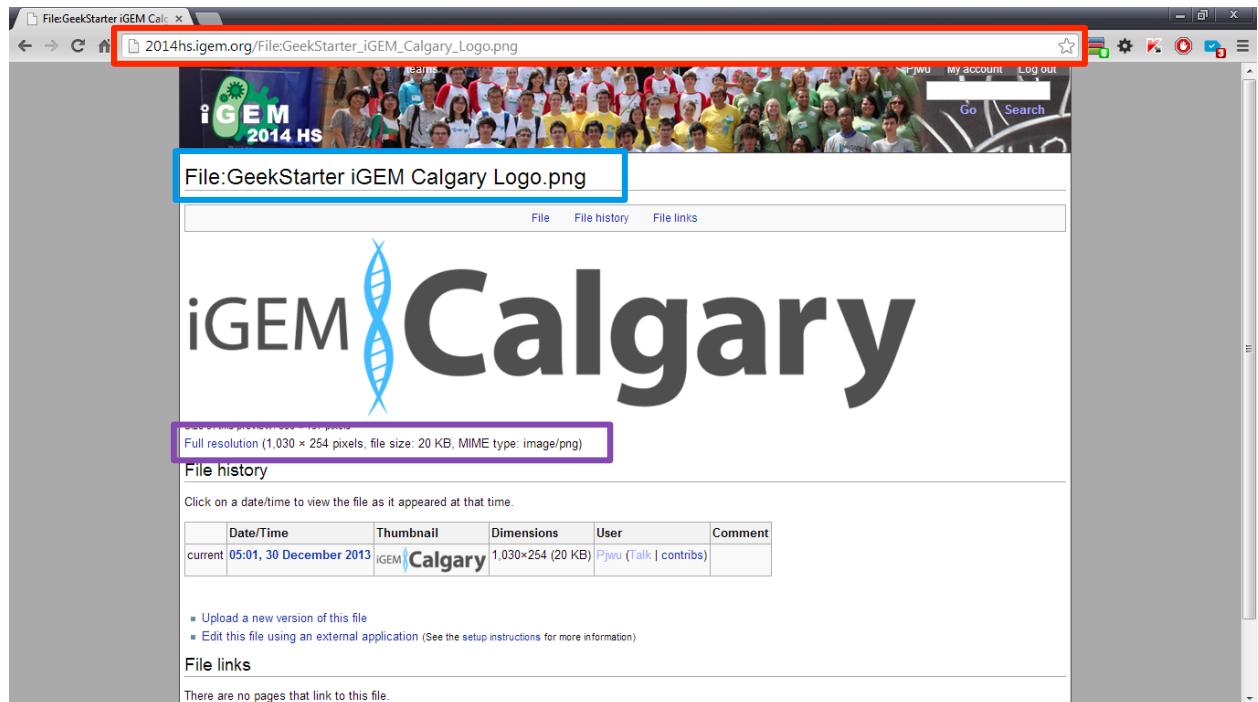 File:GeekStarter iGEM Calg
2014hs.igem.org/File:GeekStarter_iGEM_Calgary_Logo.png
teams Pjwu My account Log out
iGEM
2014 HS
Go Search
File:GeekStarter iGEM Calgary Logo.png
File File history File links
iGEM Calgary
Full resolution (1,030 × 254 pixels, file size: 20 KB, MIME type: image/png)
File history
Click on a date/time to view the file as it appeared at that time.
Date/Time Thumbnail Dimensions User Comment
current 05:01, 30 December 2013 iGEM Calgary 1,030×254 (20 KB) Pjwu (Talk | contribs)
Upload a new version of this file
Edit this file using an external application (See the setup instructions for more information)
File links
There are no pages that link to this file.